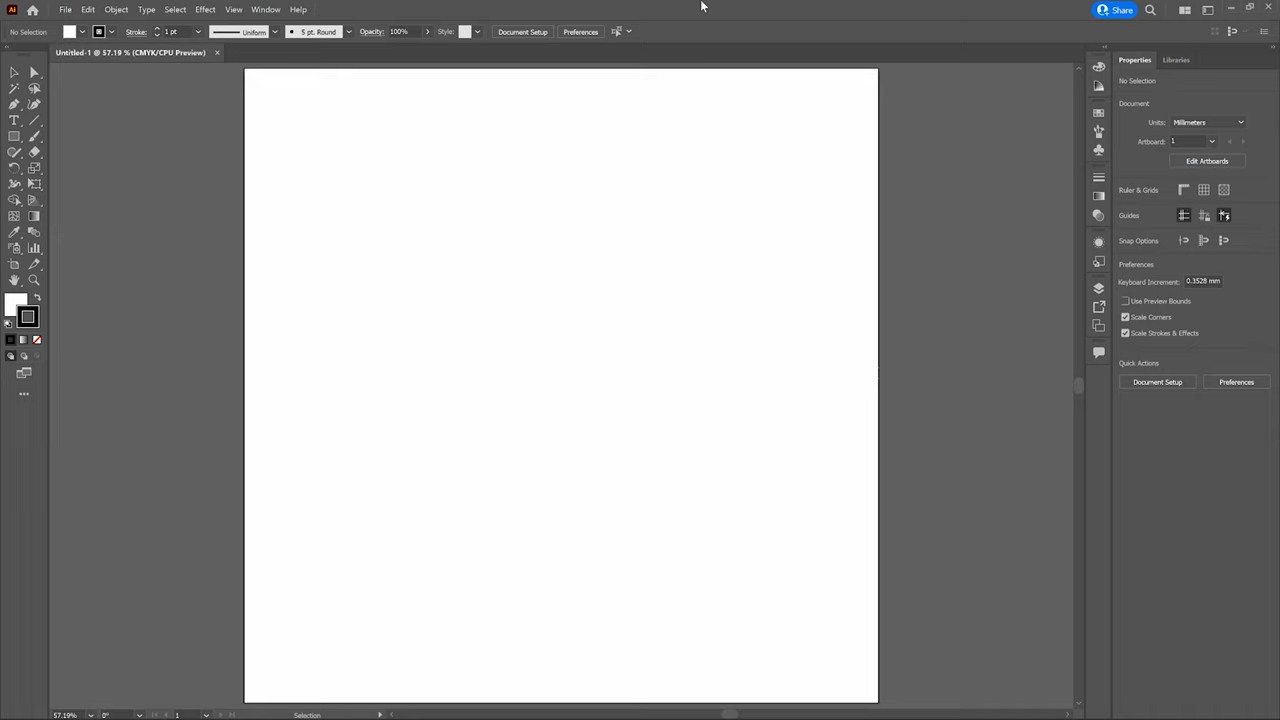 Ai File Edit Object Type Select Effect View Window Help Share
No Selection Stroke: 1 pt Uniform 5 pt. Round Opacity: 100% Style: Document Setup Preferences
Untitled-1 @ 57.19 % (CMYK/CPU Preview) ×
Properties Libraries
No Selection
Document
Units: Millimeters
Artboard: 1
Edit Artboards
Ruler & Grids
Guides
Snap Options
Preferences
Keyboard Increment: 0.3528 mm
Use Preview Bounds
Scale Corners
Scale Strokes & Effects
Quick Actions
Document Setup Preferences
57.19% 0° 1 Selection